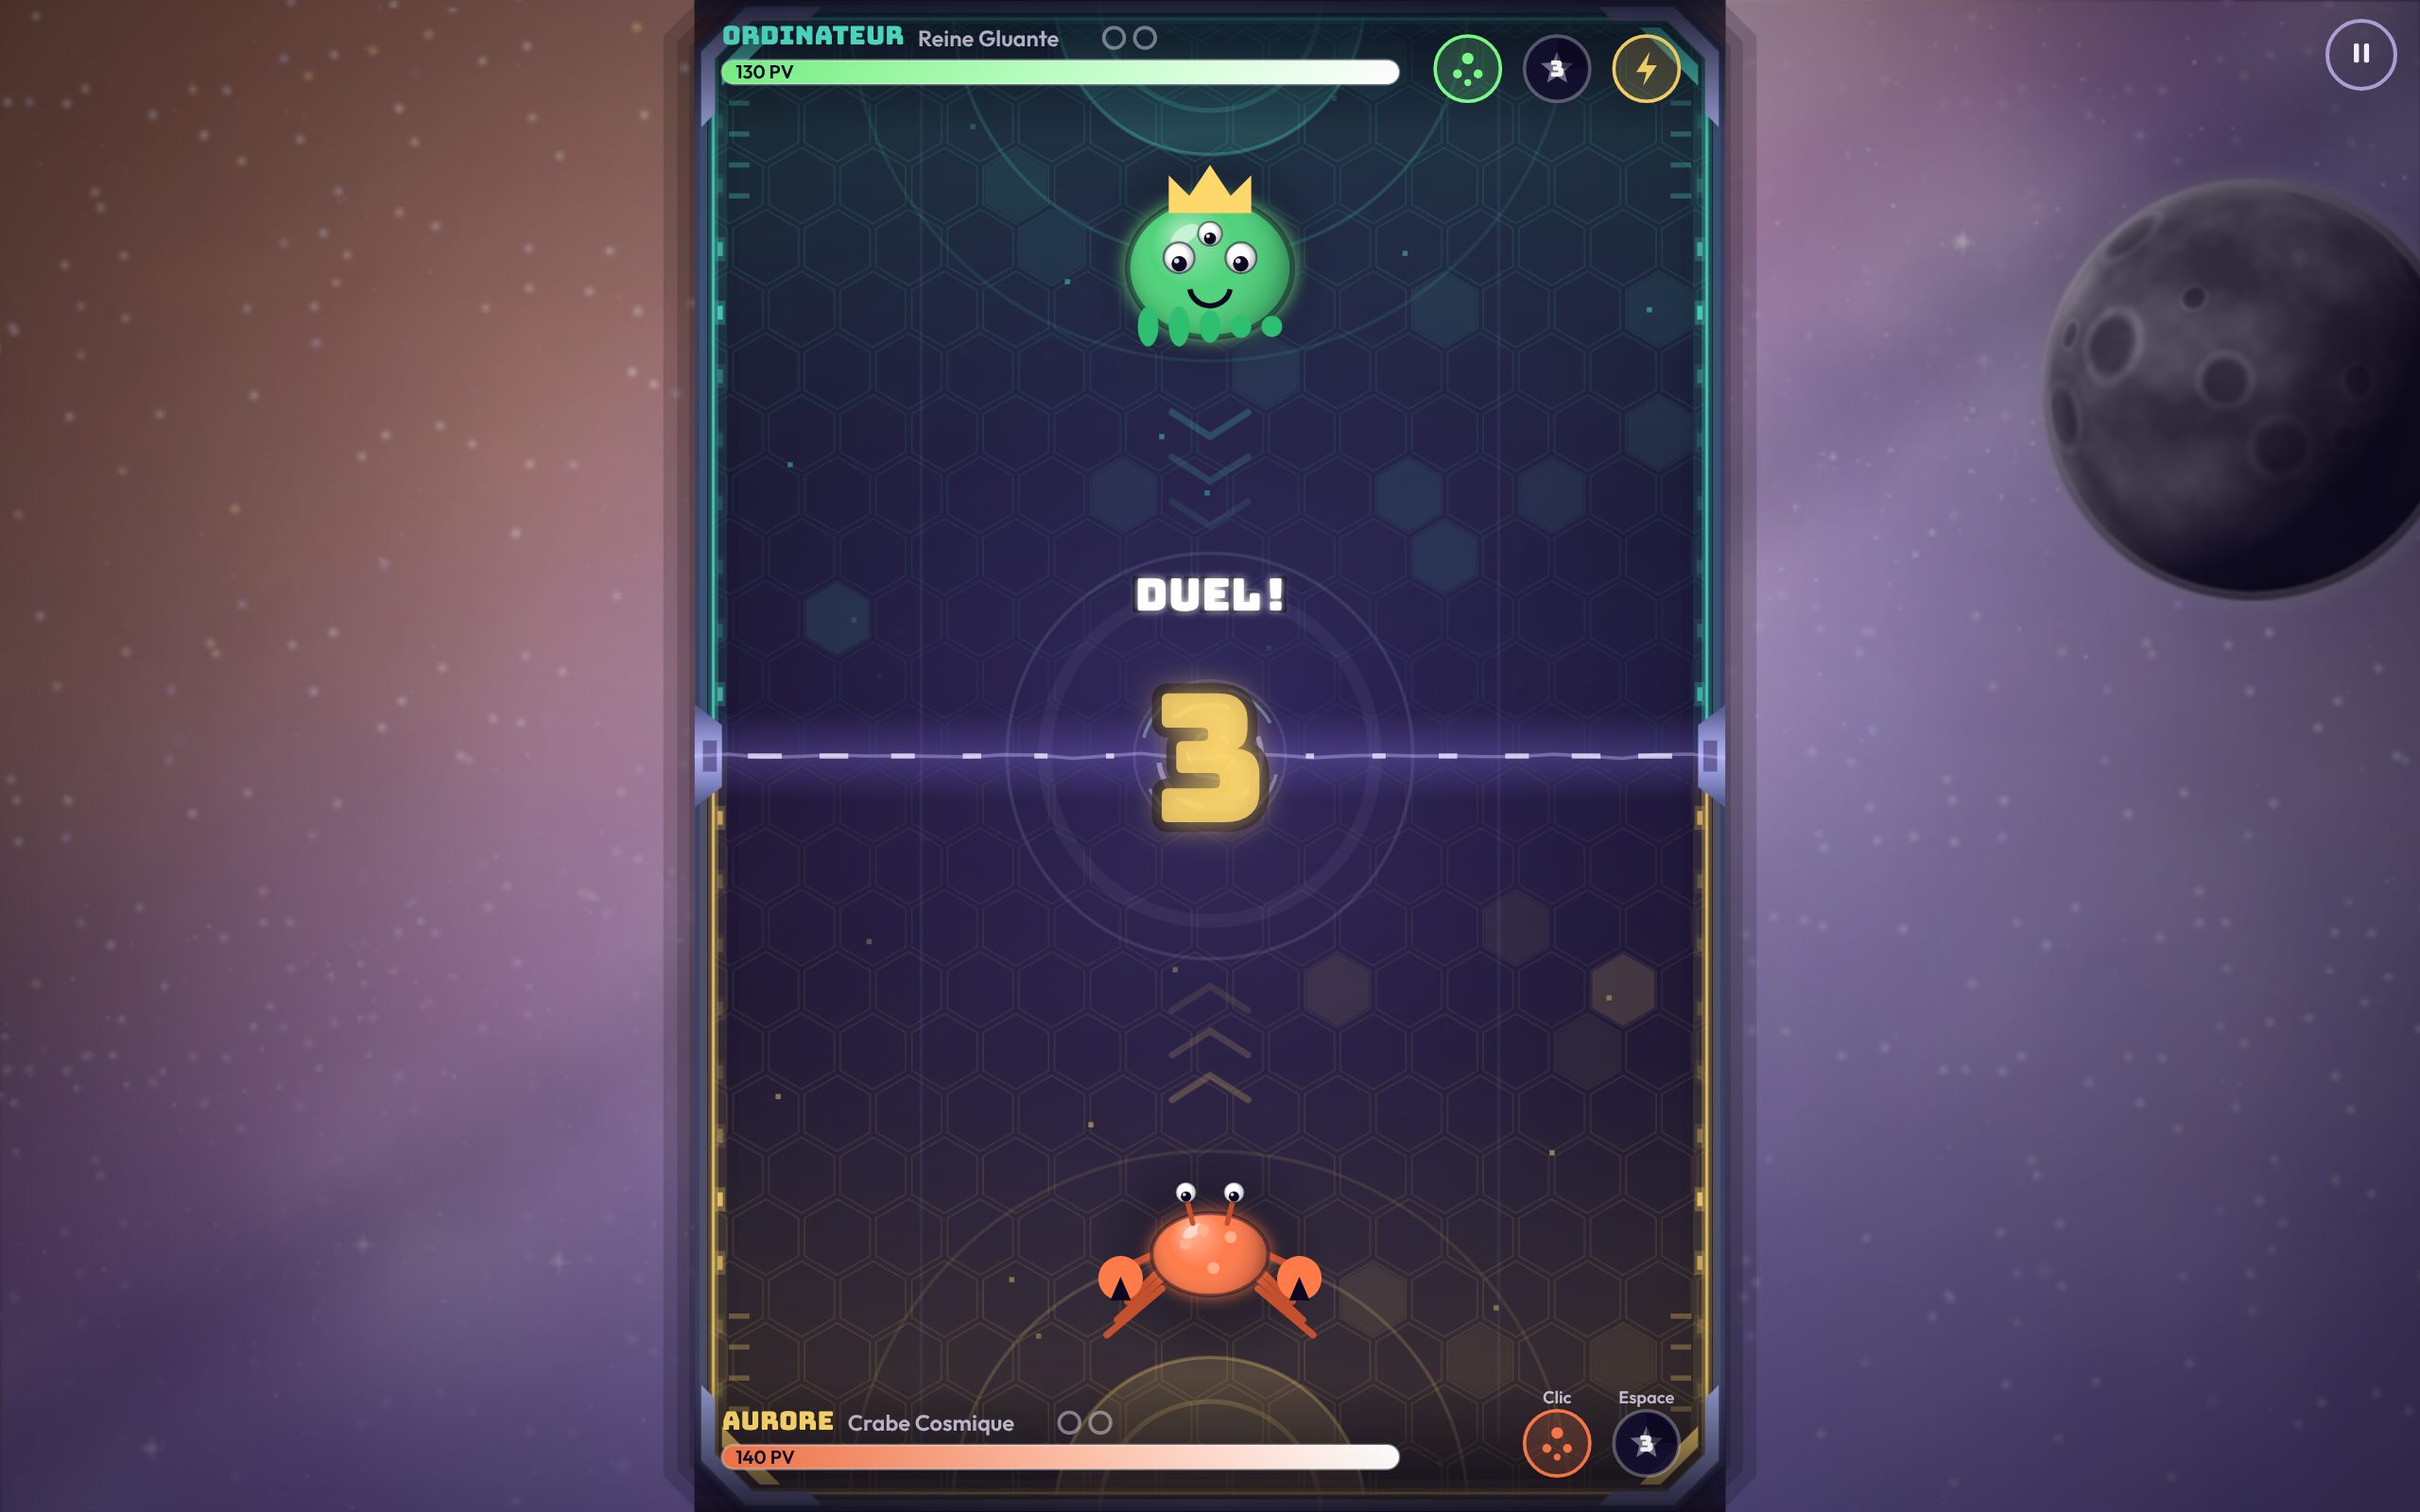 ORDINATEUR Reine Gluante
130 PV
3
DUEL!
3
Clic Espace
AURORE Crabe Cosmique
3
140 PV